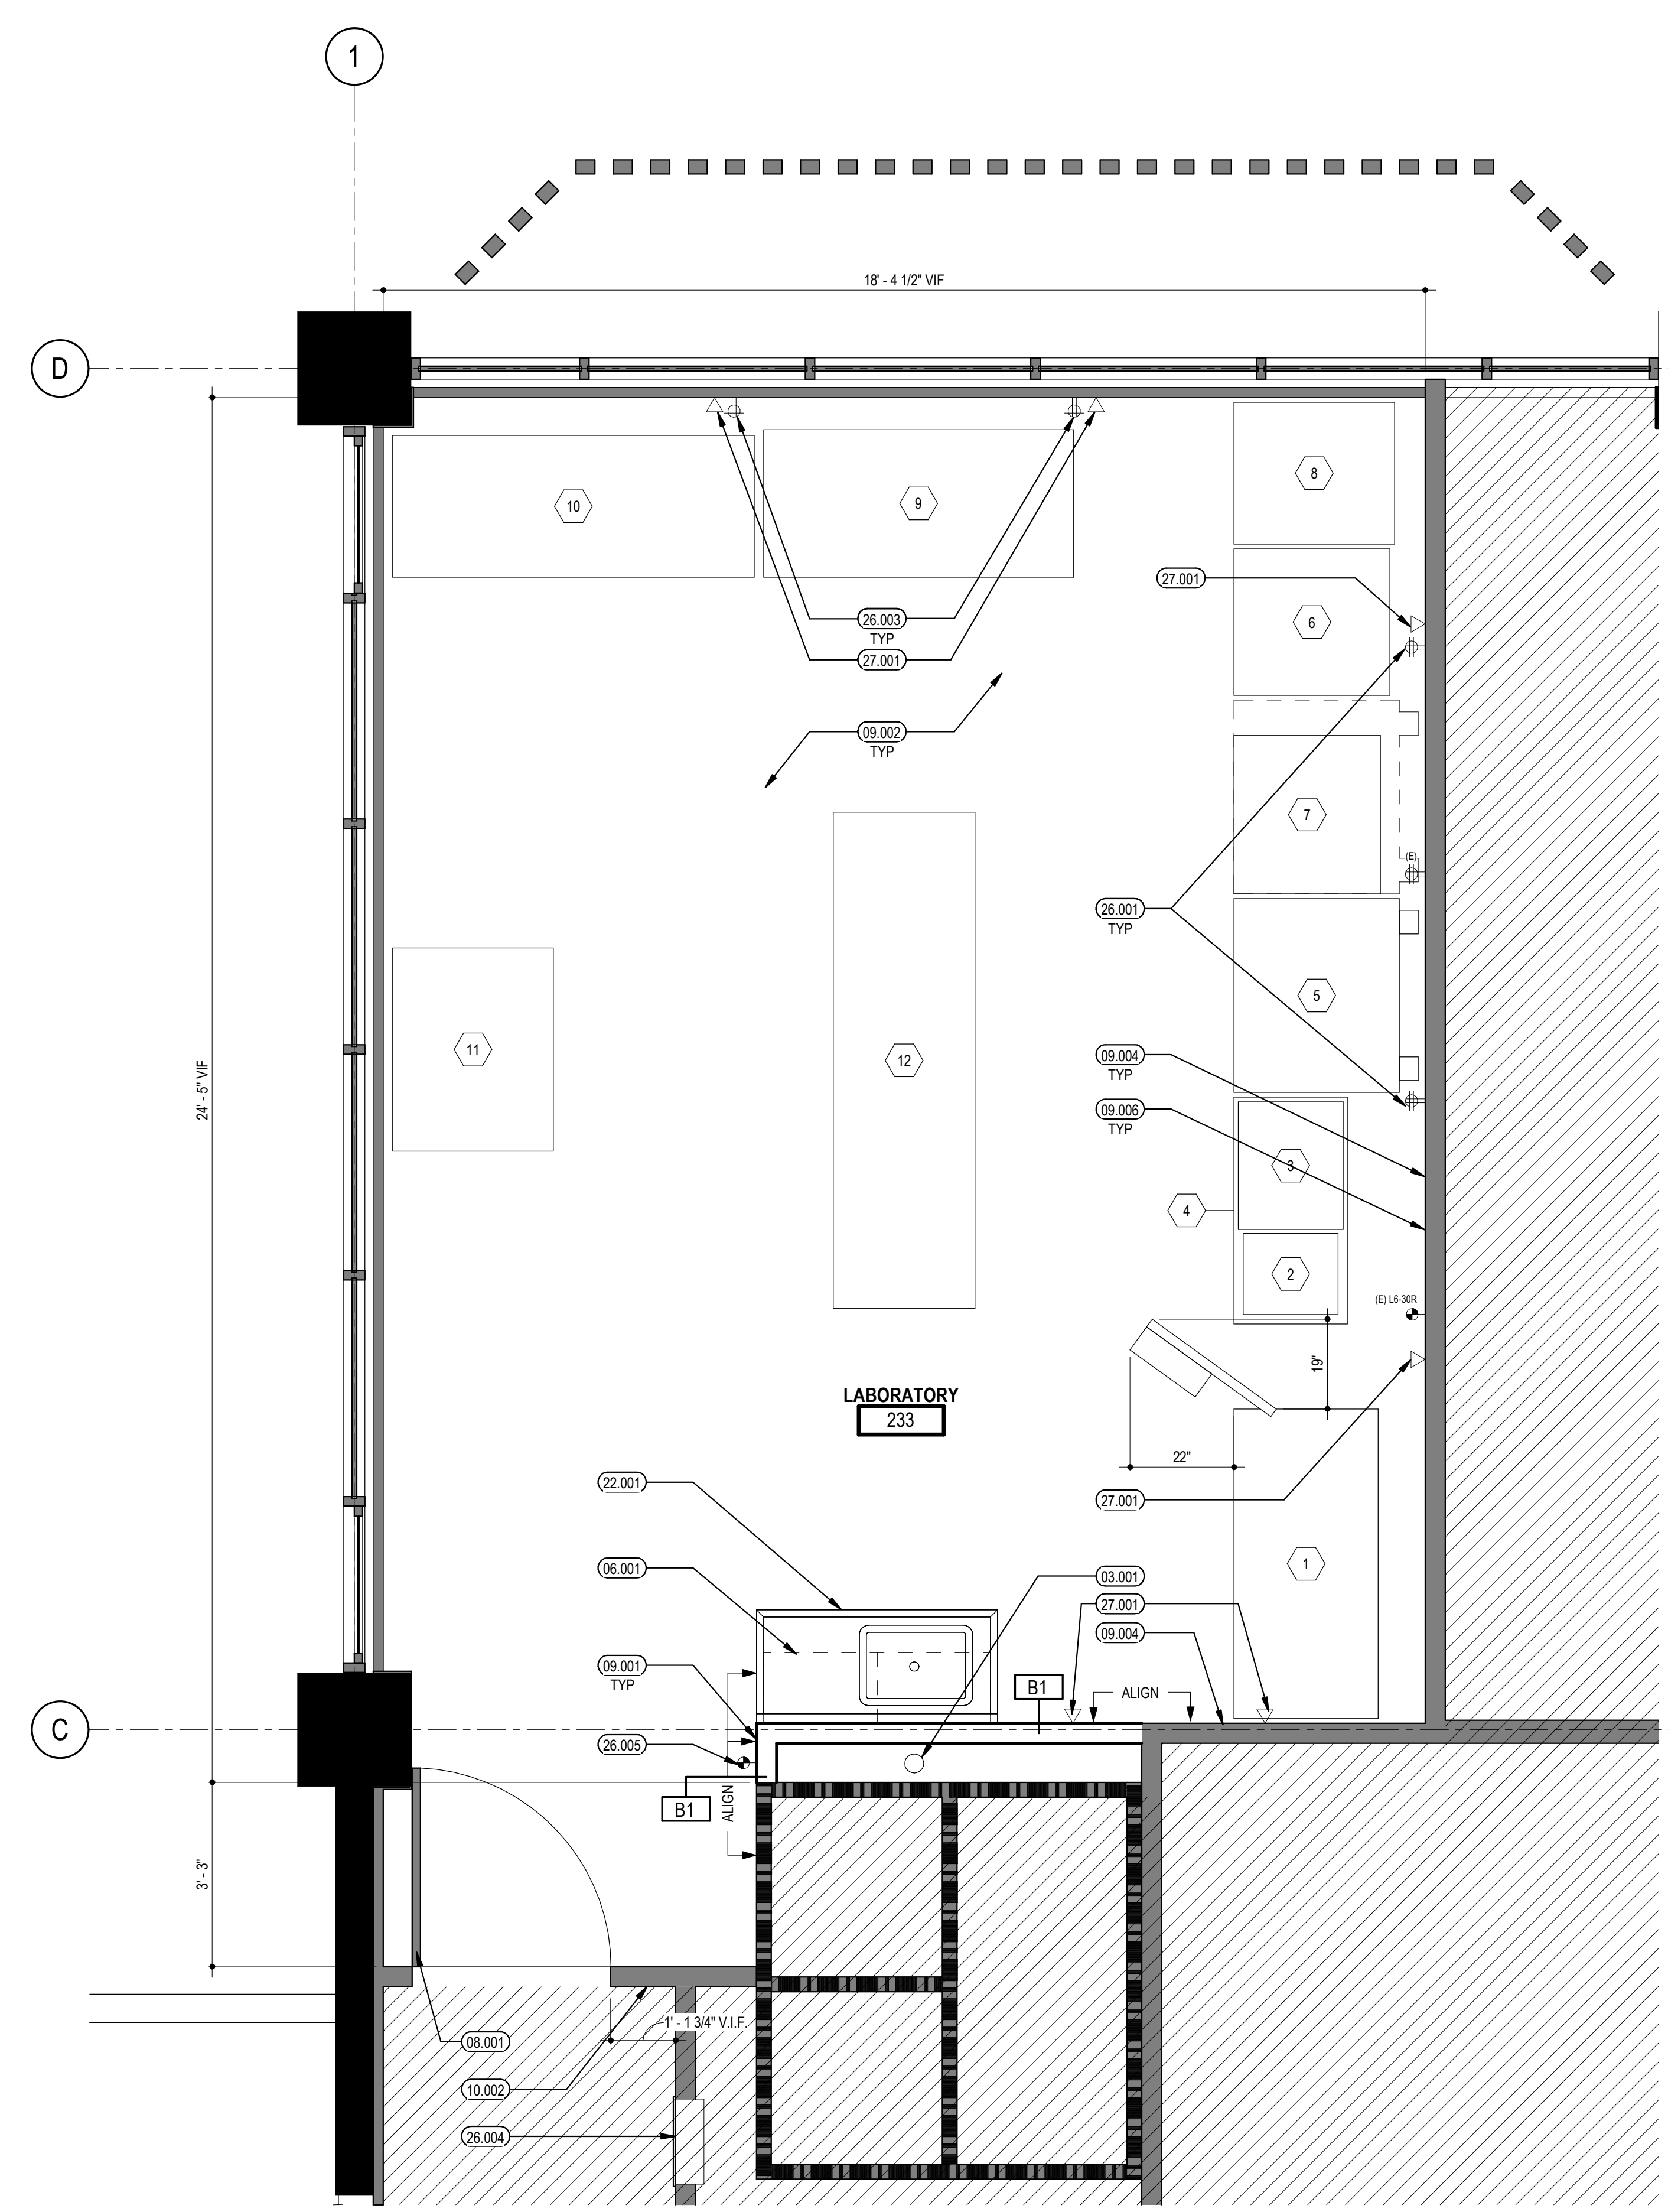 1
18' - 4 1/2" VIF
D
10
9
8
27.001
26.003
TYP
6
27.001
09.002
TYP
7
(E)
26.001
TYP
5
24' - 5" VIF
11
12
09.004
TYP
09.006
TYP
3
4
2
(E) L6-30R
19"
LABORATORY
233
22"
22.001
27.001
1
06.001
03.001
27.001
09.004
09.001
TYP
B1
ALIGN
C
26.005
B1
ALIGN
3' - 3"
1' - 1 3/4" V.I.F.
08.001
10.002
26.004